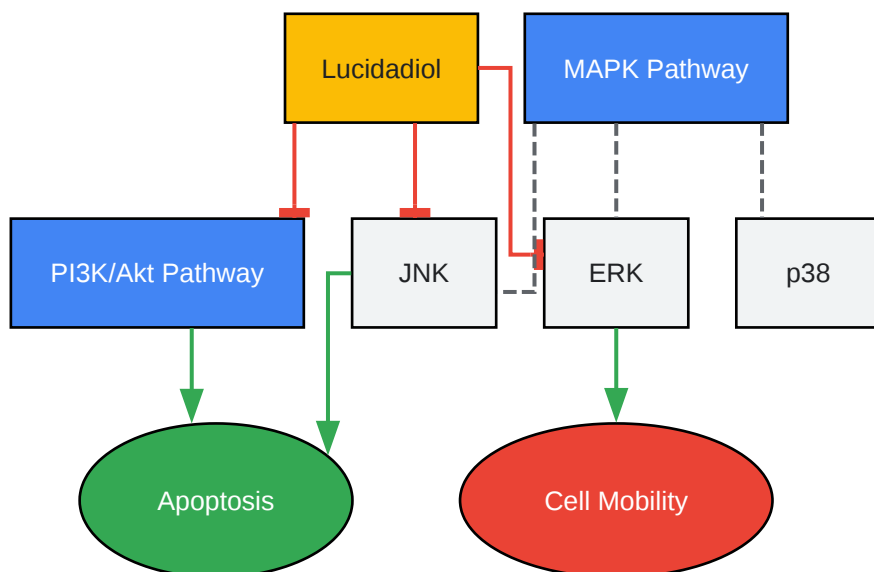 Lucidadiol
MAPK Pathway
PI3K/Akt Pathway
JNK
ERK
p38
Apoptosis
Cell Mobility